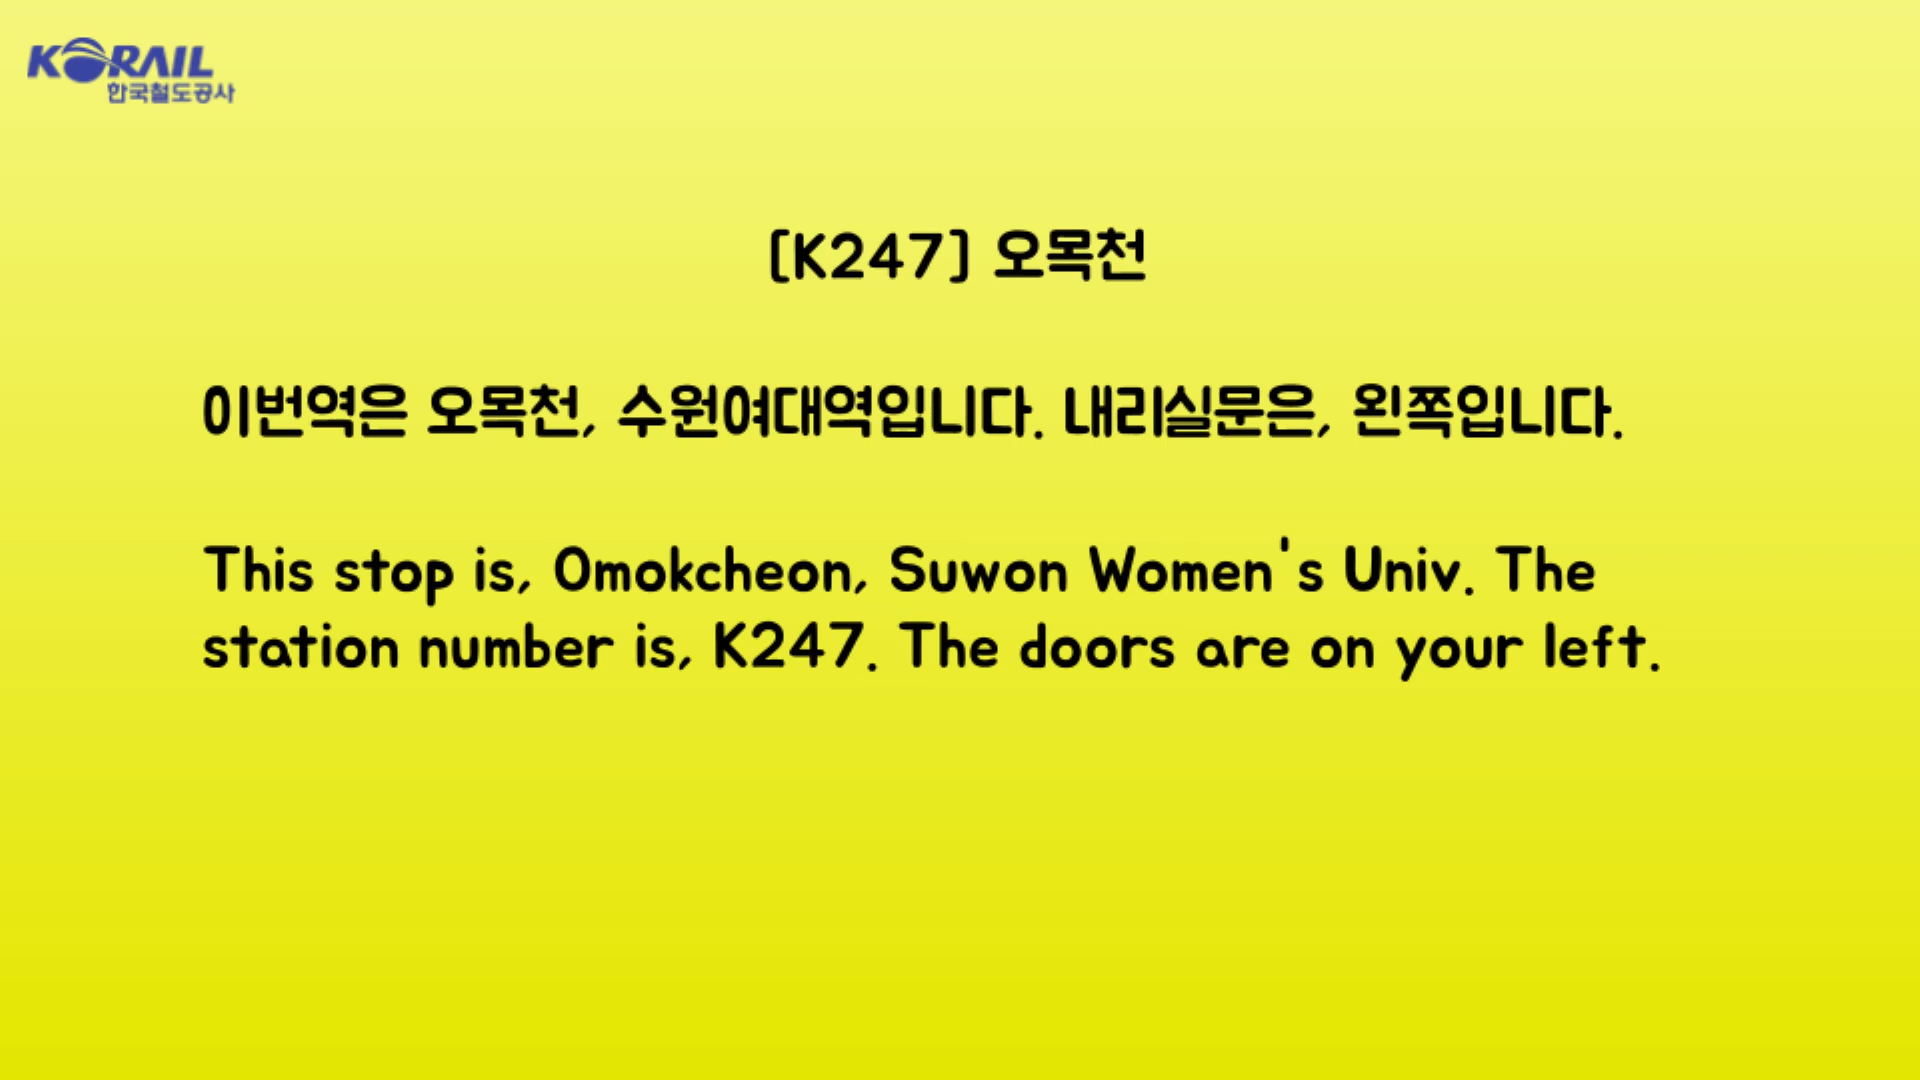 KORAIL
한국철도공사
[K247] 오목천
이번역은 오목천, 수원여대역입니다. 내리실문은, 왼쪽입니다.
This stop is, Omokcheon, Suwon Women's Univ. The
station number is, K247. The doors are on your left.